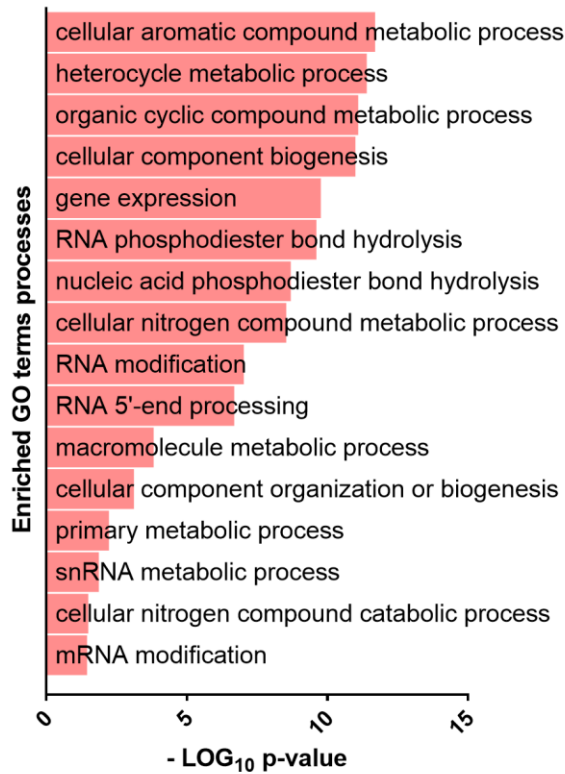 cellular aromatic compound metabolic process
heterocycle metabolic process
organic cyclic compound metabolic process
cellular component biogenesis
gene expression
RNA phosphodiester bond hydrolysis
nucleic acid phosphodiester bond hydrolysis
cellular nitrogen compound metabolic process
RNA modification
RNA 5'-end processing
macromolecule metabolic process
cellular component organization or biogenesis
primary metabolic process
snRNA metabolic process
cellular nitrogen compound catabolic process
mRNA modification
Enriched GO terms processes
0 5 10 15
- LOG₁₀ p-value